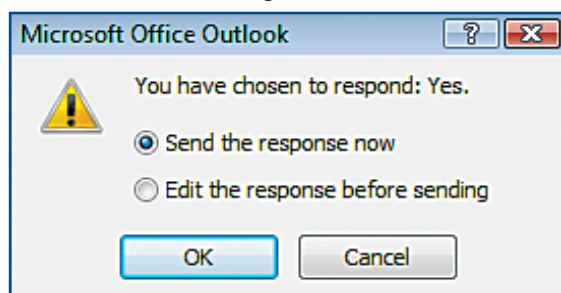 Microsoft Office Outlook
You have chosen to respond: Yes.
Send the response now
Edit the response before sending
OK Cancel